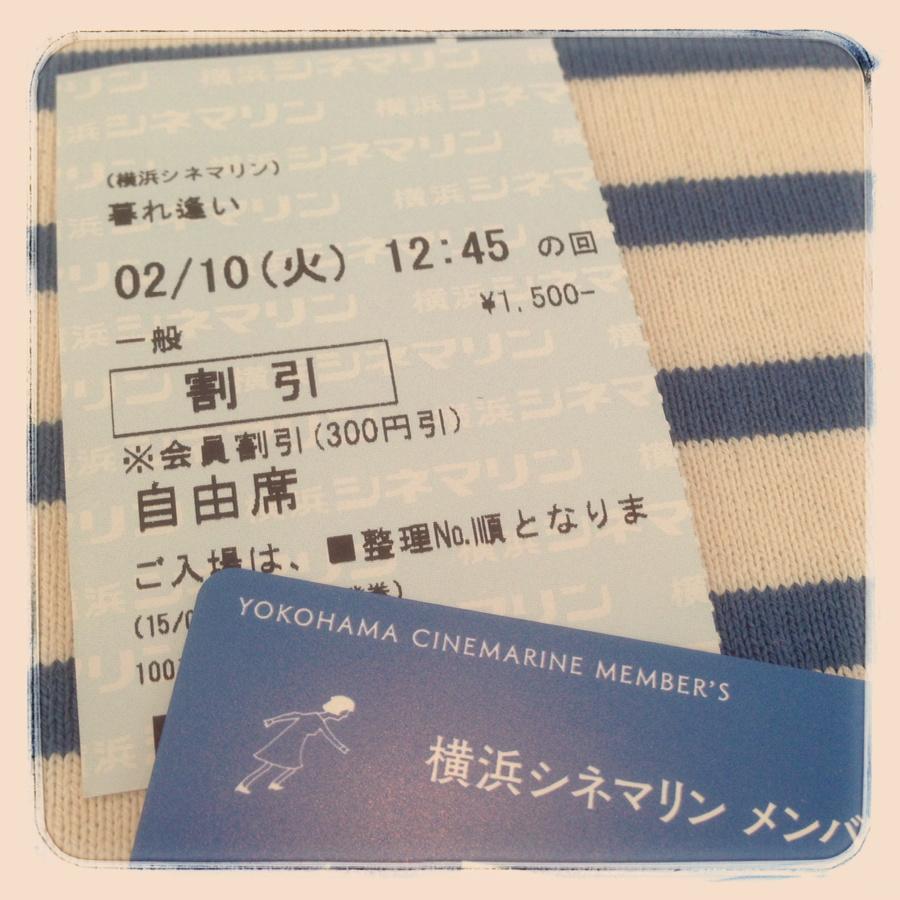 (横浜シネマリン)
暮れ逢い
02/10(火) 12:45 の回
¥1,500-
一般
割 引
※会員割引(300円引)
自由席
ご入場は、■整理No.順となりま
(15/0
100
YOKOHAMA CINEMARINE MEMBER'S
横浜シネマリン メンバ